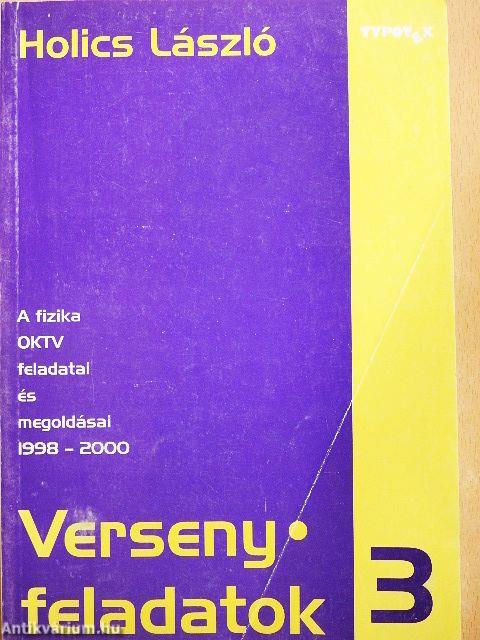 Holics László
TYPOTEX
A fizika
OKTV
feladatai
és
megoldásai
1998 - 2000
Verseny•
feladatok
3
Antikvarium.hu